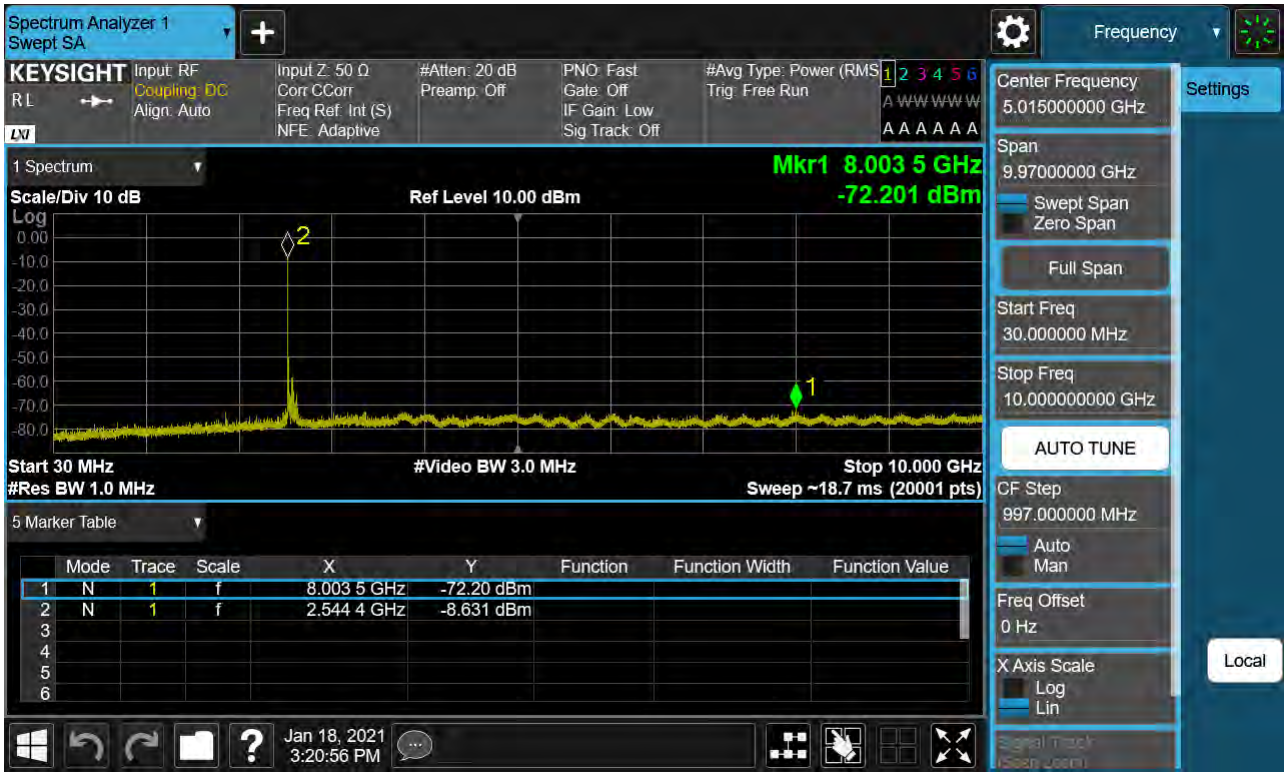 Spectrum Analyzer 1
Swept SA
+
Frequency
KEYSIGHT
RL
LXI
Input: RF
Coupling: DC
Align: Auto
Input Z: 50 Ω
Corr CCorr
Freq Ref: Int (S)
NFE: Adaptive
#Atten: 20 dB
Preamp: Off
PNO: Fast
Gate: Off
IF Gain: Low
Sig Track: Off
#Avg Type: Power (RMS
Trig: Free Run
1 2 3 4 5 6
A W W W W W
A A A A A A
1 Spectrum
Mkr1 8.003 5 GHz
Scale/Div 10 dB
Ref Level 10.00 dBm
-72.201 dBm
Log
0.00
-10.0
-20.0
-30.0
-40.0
-50.0
-60.0
-70.0
-80.0
2
1
Start 30 MHz
#Video BW 3.0 MHz
Stop 10.000 GHz
#Res BW 1.0 MHz
Sweep ~18.7 ms (20001 pts)
5 Marker Table
Mode Trace Scale X Y Function Function Width Function Value
1 N 1 f 8.003 5 GHz -72.20 dBm
2 N 1 f 2.544 4 GHz -8.631 dBm
3
4
5
6
?
Jan 18, 2021
3:20:56 PM
Center Frequency
5.015000000 GHz
Span
9.97000000 GHz
Swept Span
Zero Span
Full Span
Start Freq
30.000000 MHz
Stop Freq
10.000000000 GHz
AUTO TUNE
CF Step
997.000000 MHz
Auto
Man
Freq Offset
0 Hz
X Axis Scale
Log
Lin
Signal Track
(Span Zoom)
Settings
Local